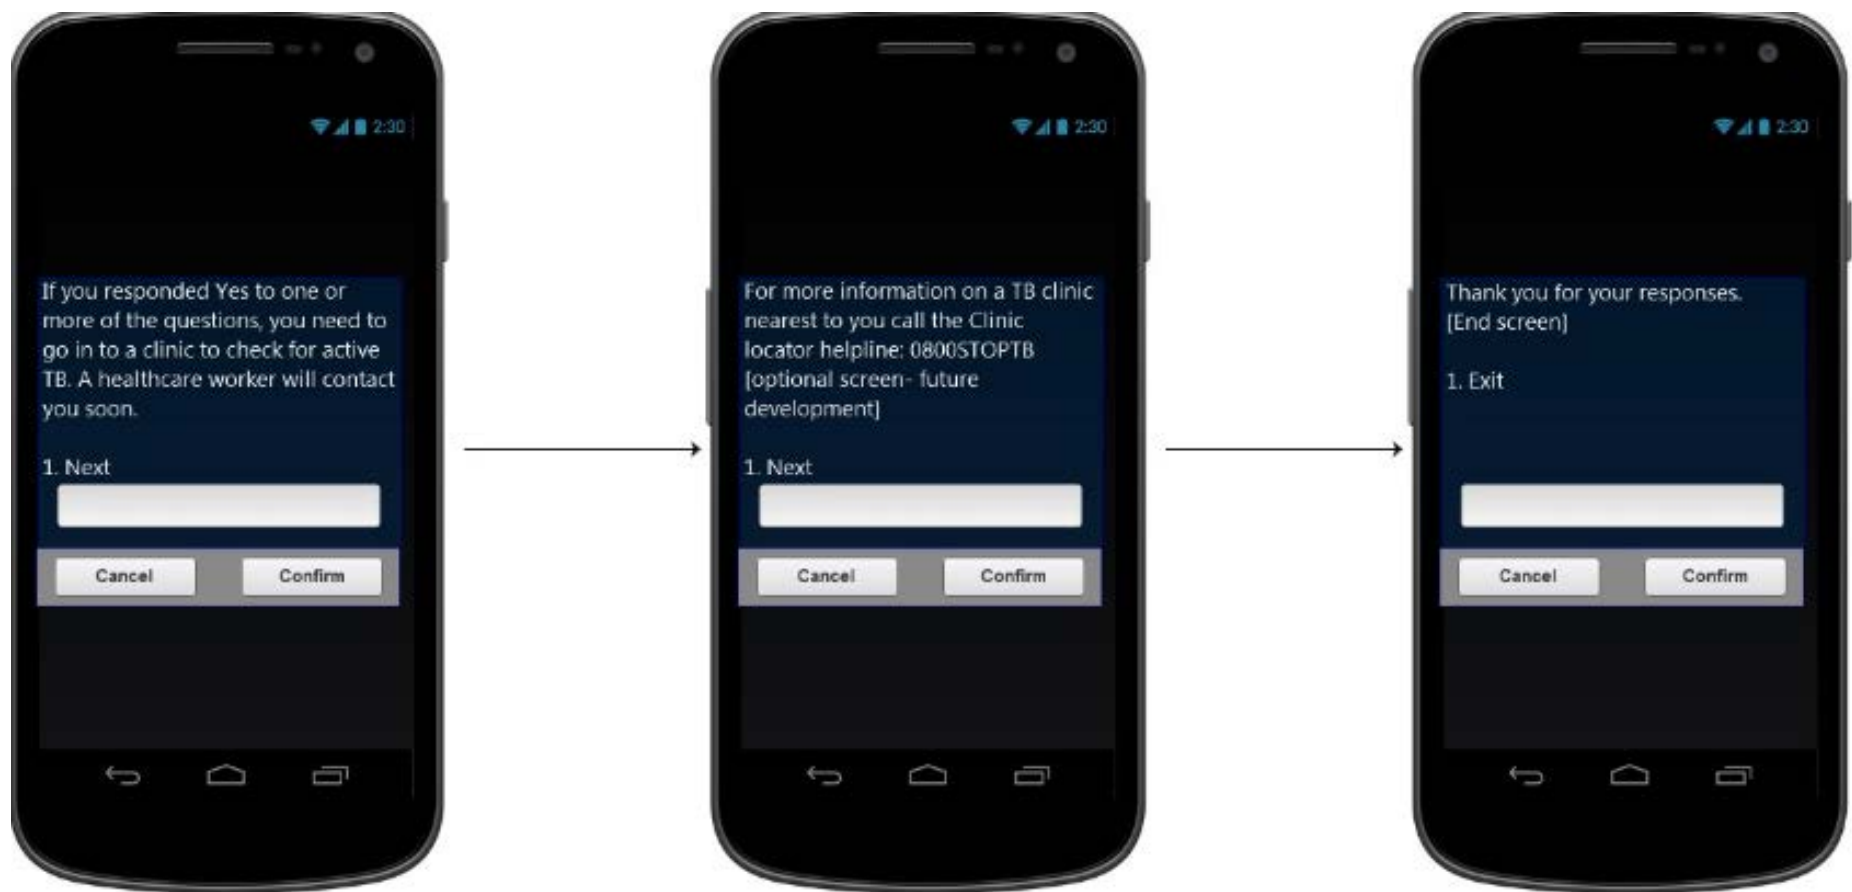 2:30
If you responded Yes to one or
more of the questions, you need to
go in to a clinic to check for active
TB. A healthcare worker will contact
you soon.
1. Next
Cancel
Confirm
2:30
For more information on a TB clinic
nearest to you call the Clinic
locator helpline: 0800STOPTB
[optional screen- future
development]
1. Next
Cancel
Confirm
2:30
Thank you for your responses.
[End screen]
1. Exit
Cancel
Confirm